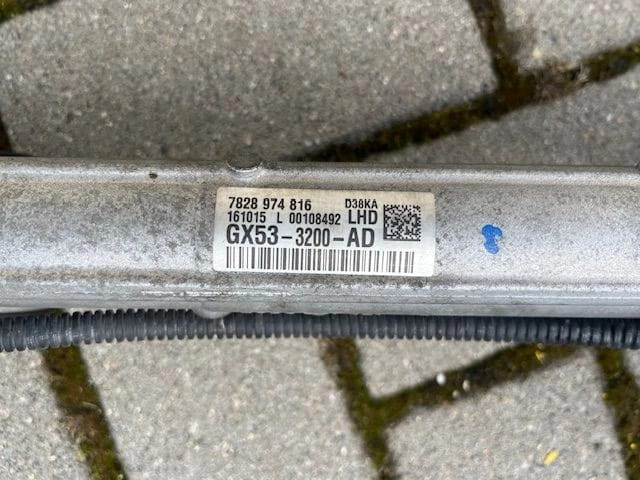 7828 974 816 D38KA
161015 L 00108492 LHD
GX53-3200-AD